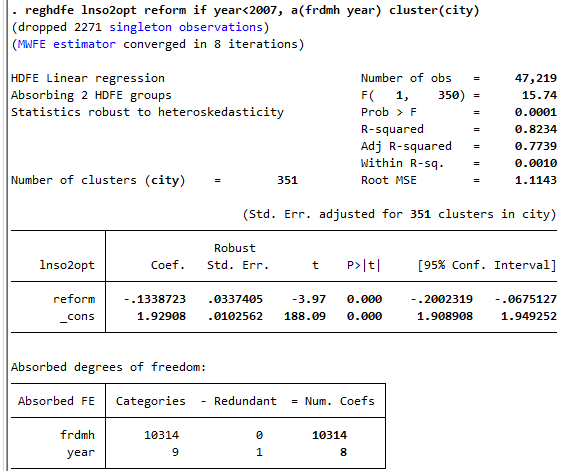 . reghdfe lnso2opt reform if year<2007, a(frdmh year) cluster(city)
(dropped 2271 singleton observations)
(MWFE estimator converged in 8 iterations)
HDFE Linear regression Number of obs = 47,219
Absorbing 2 HDFE groups F( 1, 350) = 15.74
Statistics robust to heteroskedasticity Prob > F = 0.0001
R-squared = 0.8234
Adj R-squared = 0.7739
Within R-sq. = 0.0010
Number of clusters (city) = 351 Root MSE = 1.1143
(Std. Err. adjusted for 351 clusters in city)
Robust
lnso2opt Coef. Std. Err. t P>|t| [95% Conf. Interval]
reform -.1338723 .0337405 -3.97 0.000 -.2002319 -.0675127
_cons 1.92908 .0102562 188.09 0.000 1.908908 1.949252
Absorbed degrees of freedom:
Absorbed FE Categories - Redundant = Num. Coefs
frdmh 10314 0 10314
year 9 1 8